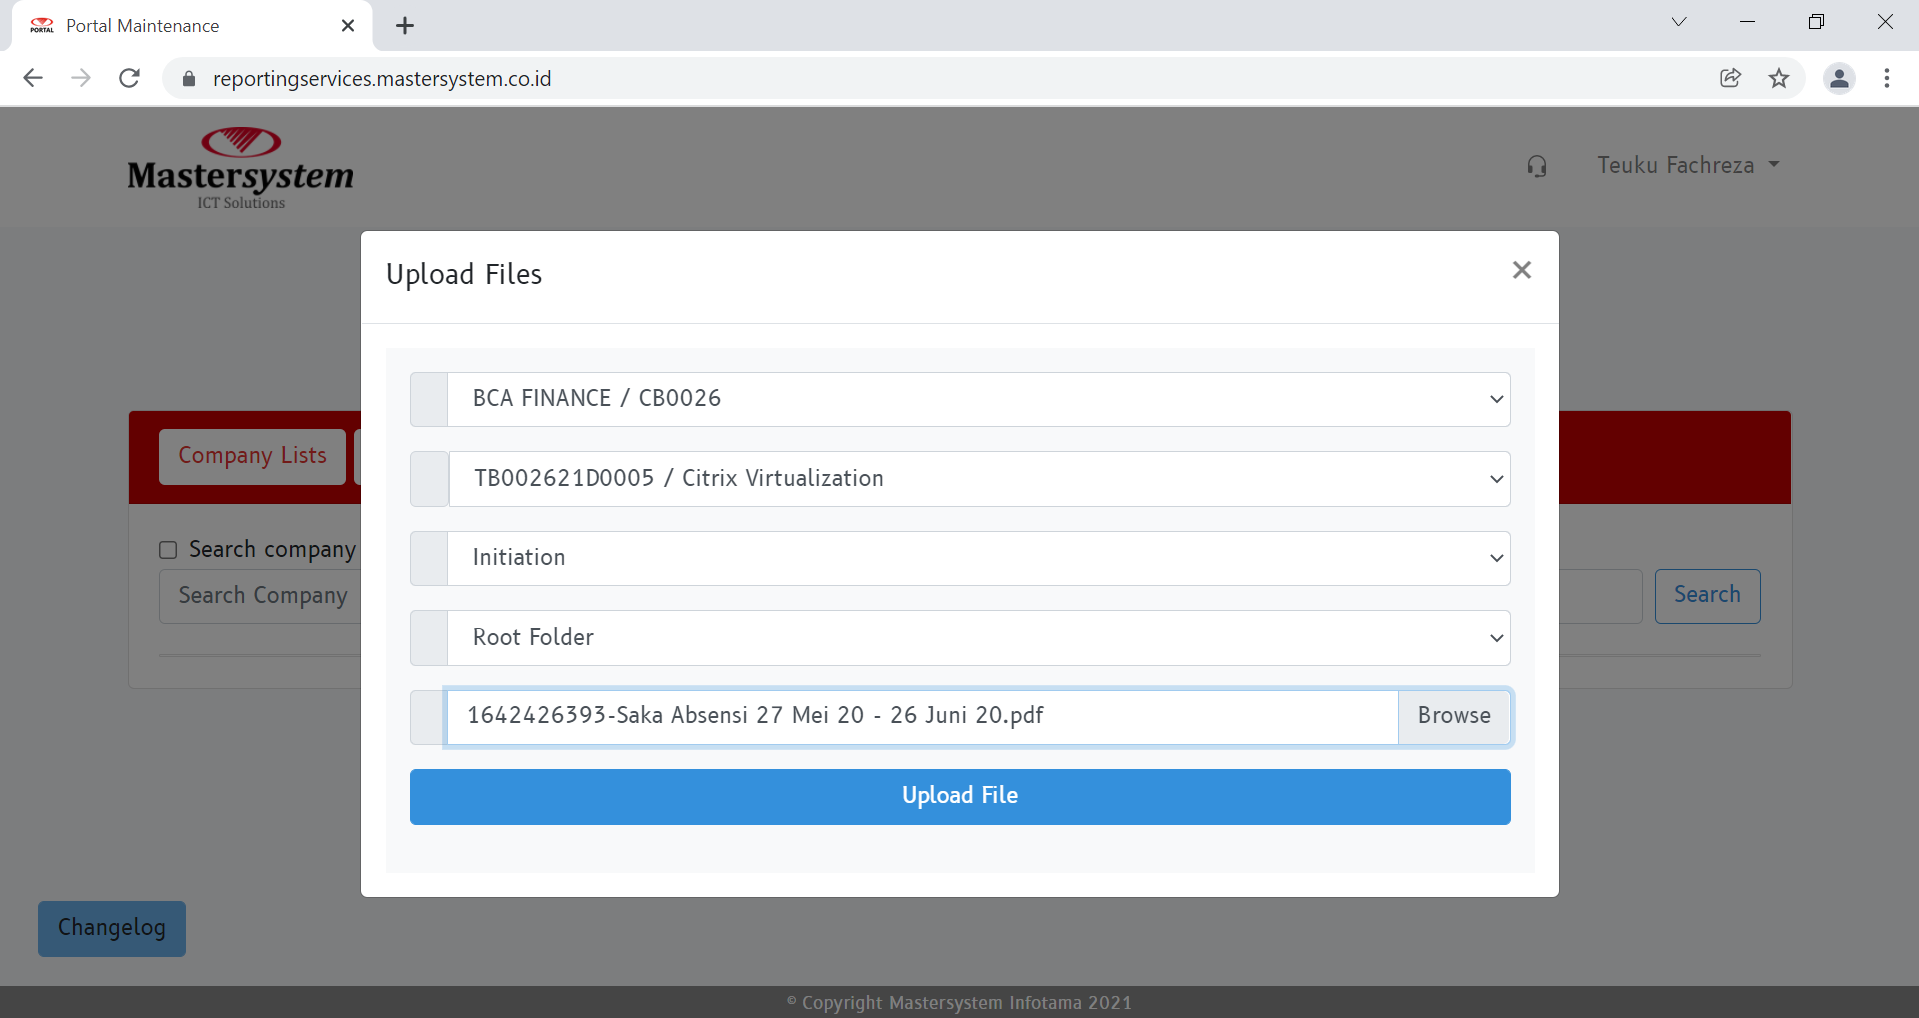 PORTAL
Portal Maintenance
reportingservices.mastersystem.co.id
Mastersystem
ICT Solutions
Teuku Fachreza
Upload Files
BCA FINANCE / CB0026
Company Lists
TB002621D0005 / Citrix Virtualization
Search company
Initiation
Search Company
Search
Root Folder
1642426393-Saka Absensi 27 Mei 20 - 26 Juni 20.pdf
Browse
Upload File
Changelog
© Copyright Mastersystem Infotama 2021